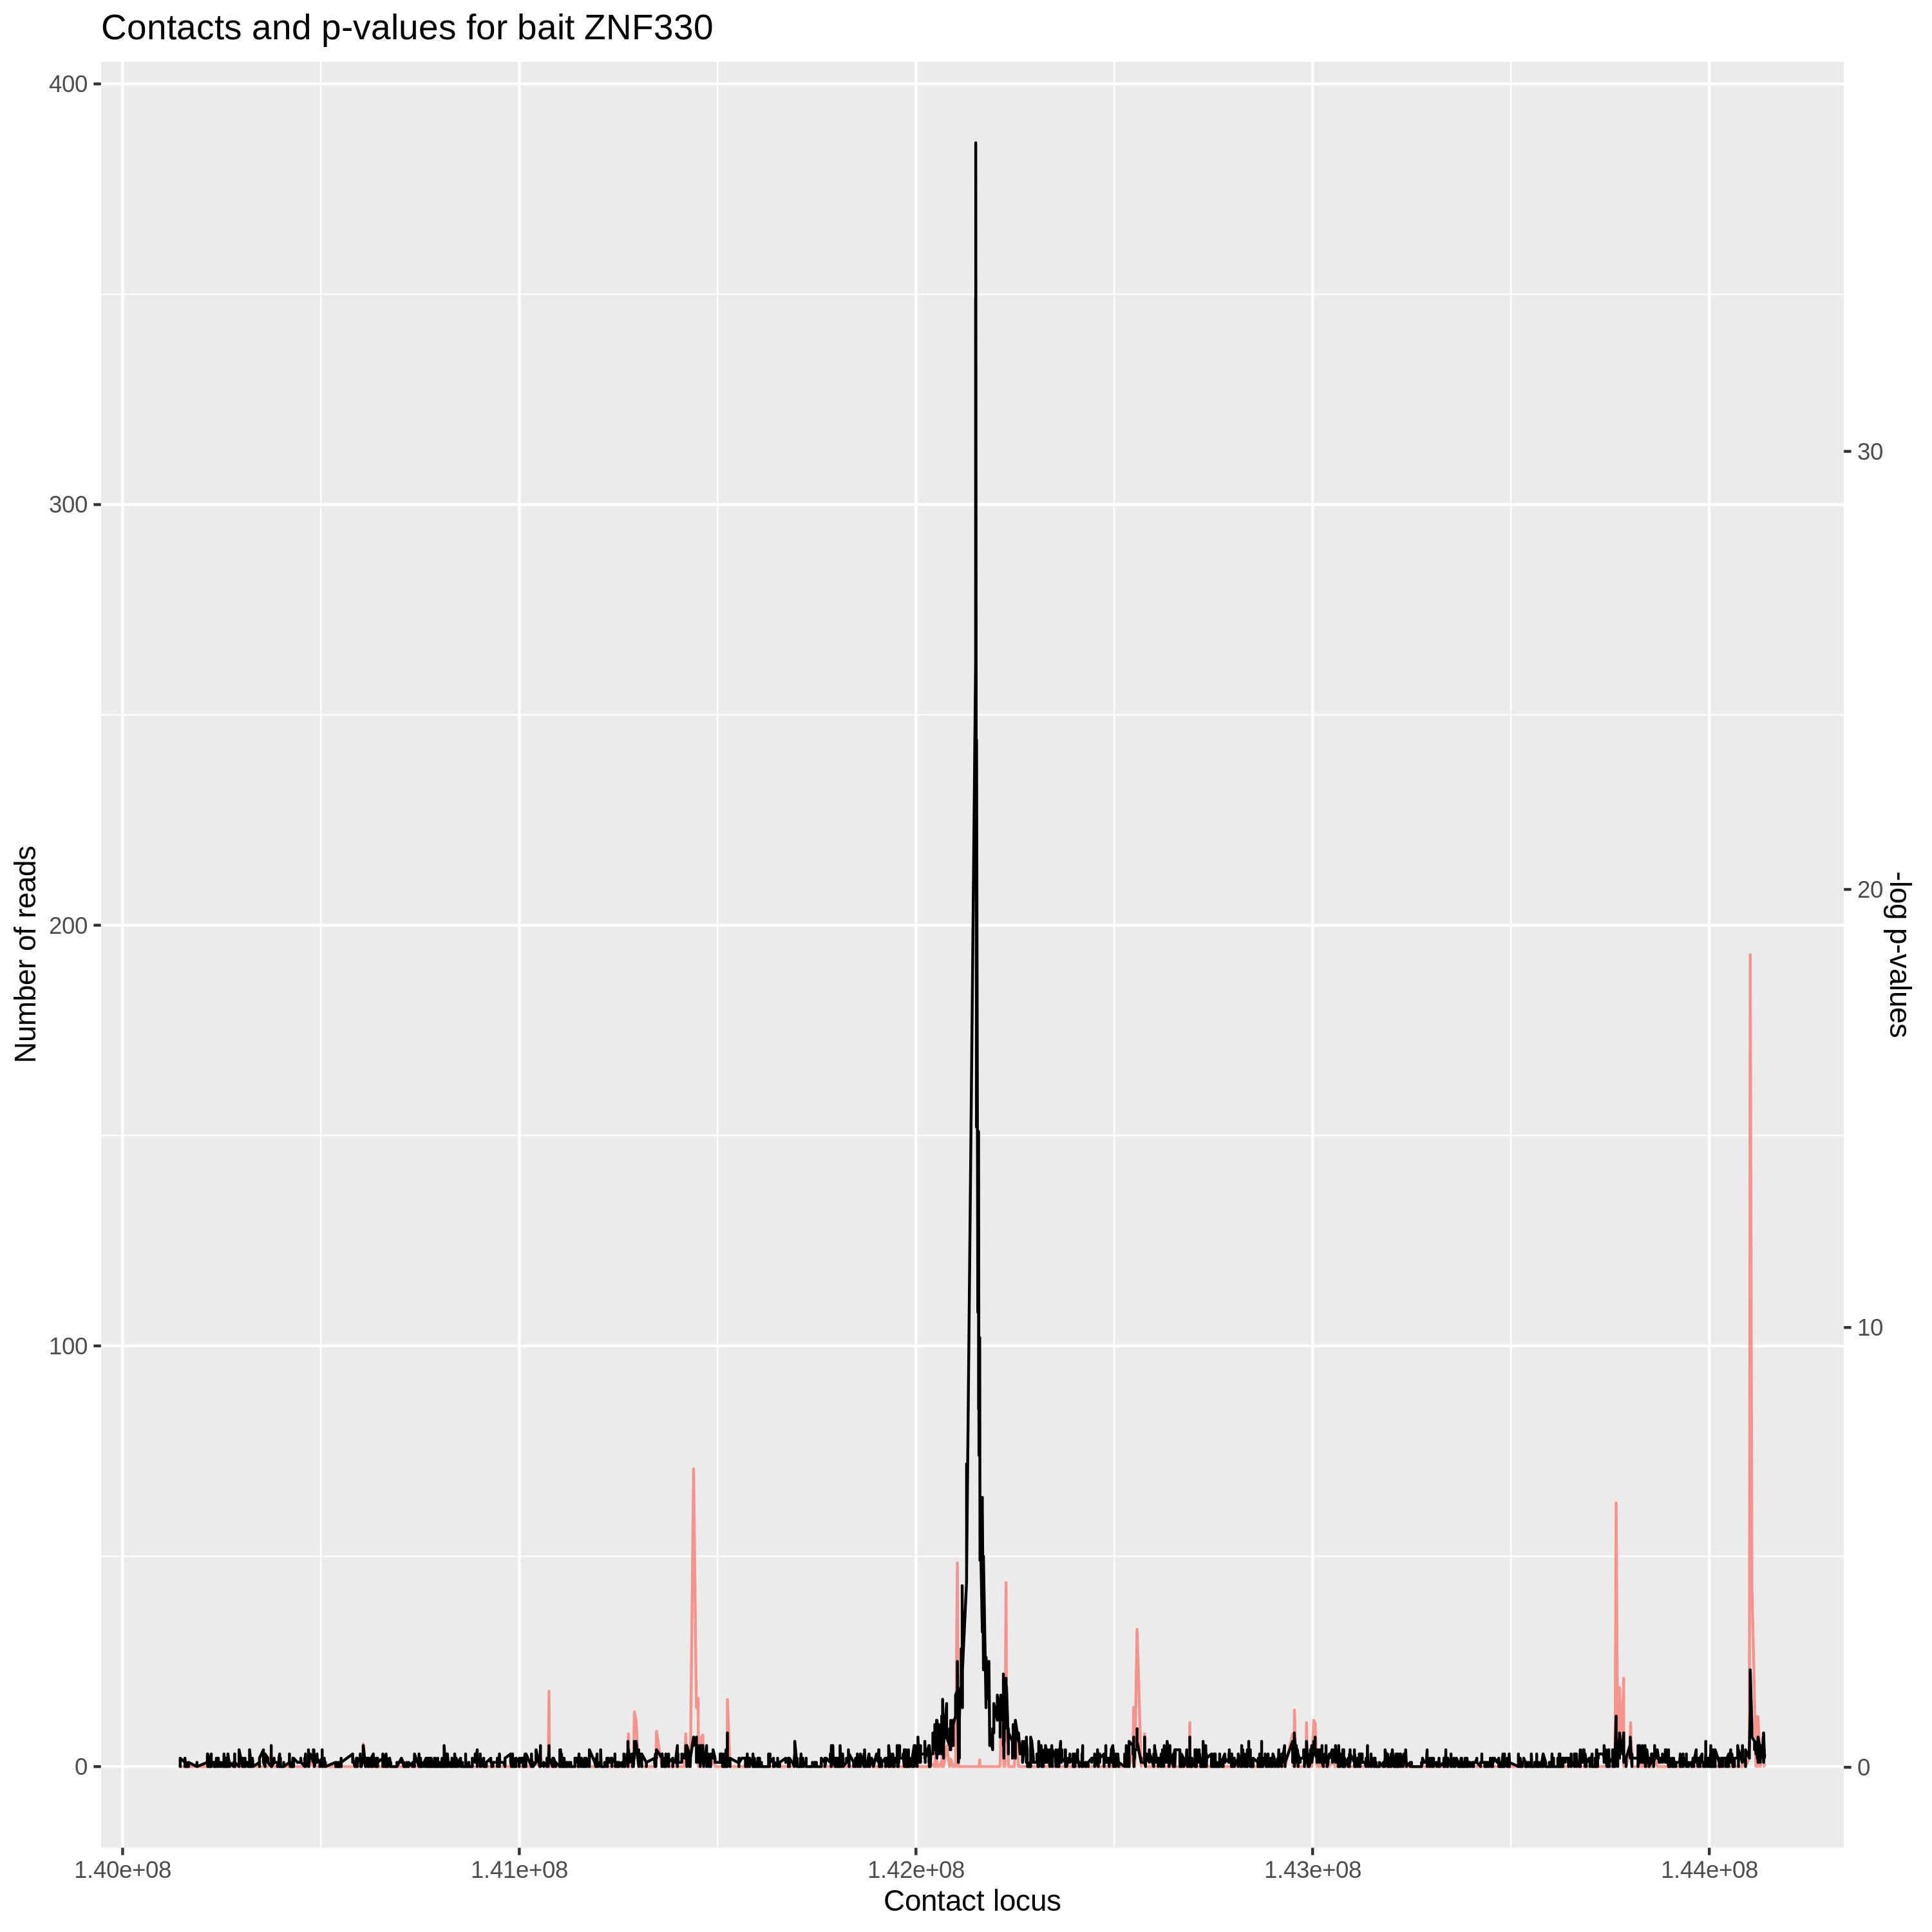 Contacts and p-values for bait ZNF330
400
300
200
100
0
Number of reads
30
20
10
0
-log p-values
1.40e+08
1.41e+08
1.42e+08
1.43e+08
1.44e+08
Contact locus